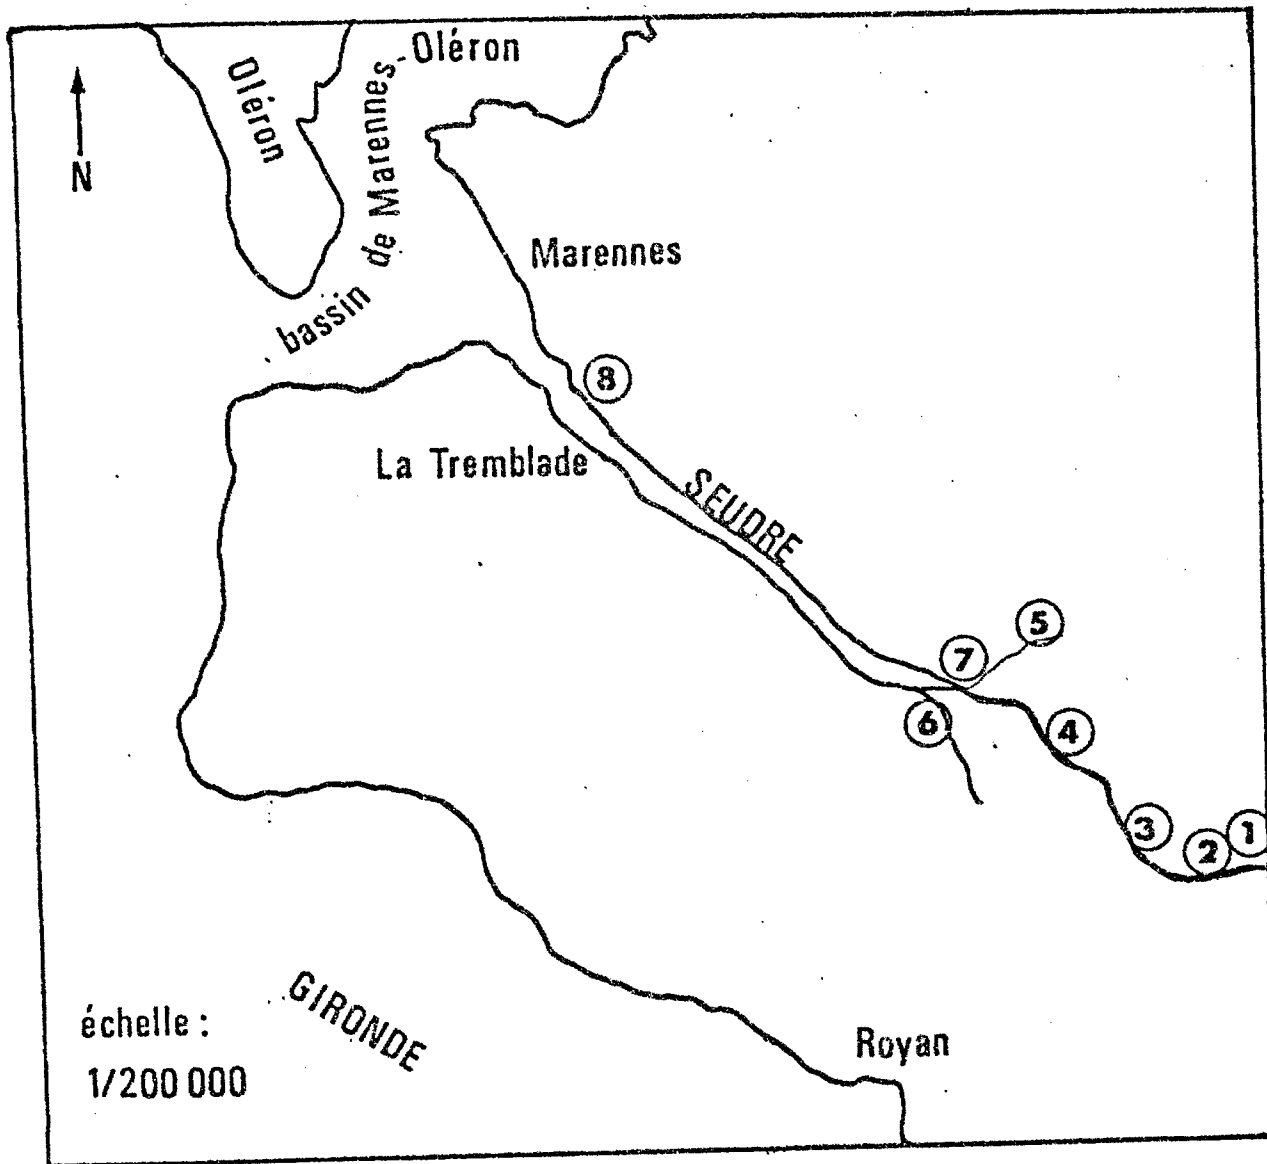 Oléron
bassin de Marennes-Oléron
N
Marennes
8
La Tremblade
SEUDRE
5
7
6
4
3
2
1
GIRONDE
échelle :
1/200 000
Royan